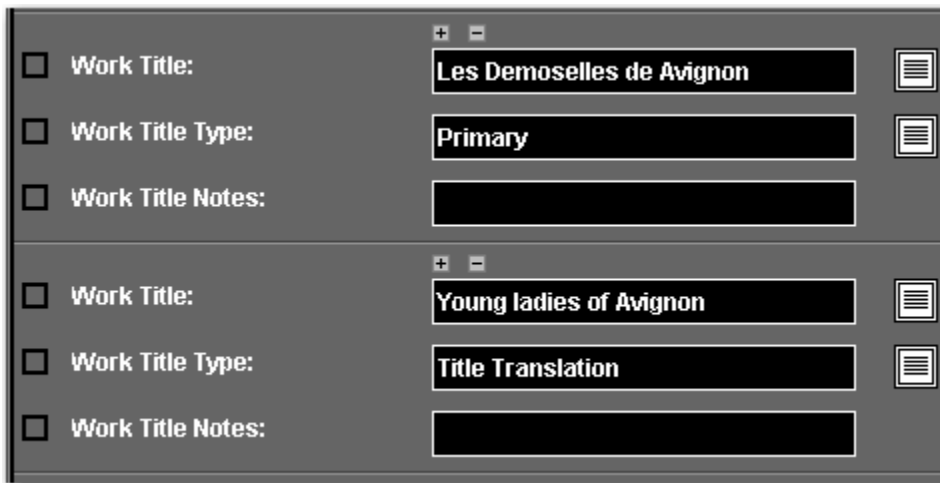 Work Title: Les Demoselles de Avignon
Work Title Type: Primary
Work Title Notes:
Work Title: Young ladies of Avignon
Work Title Type: Title Translation
Work Title Notes: